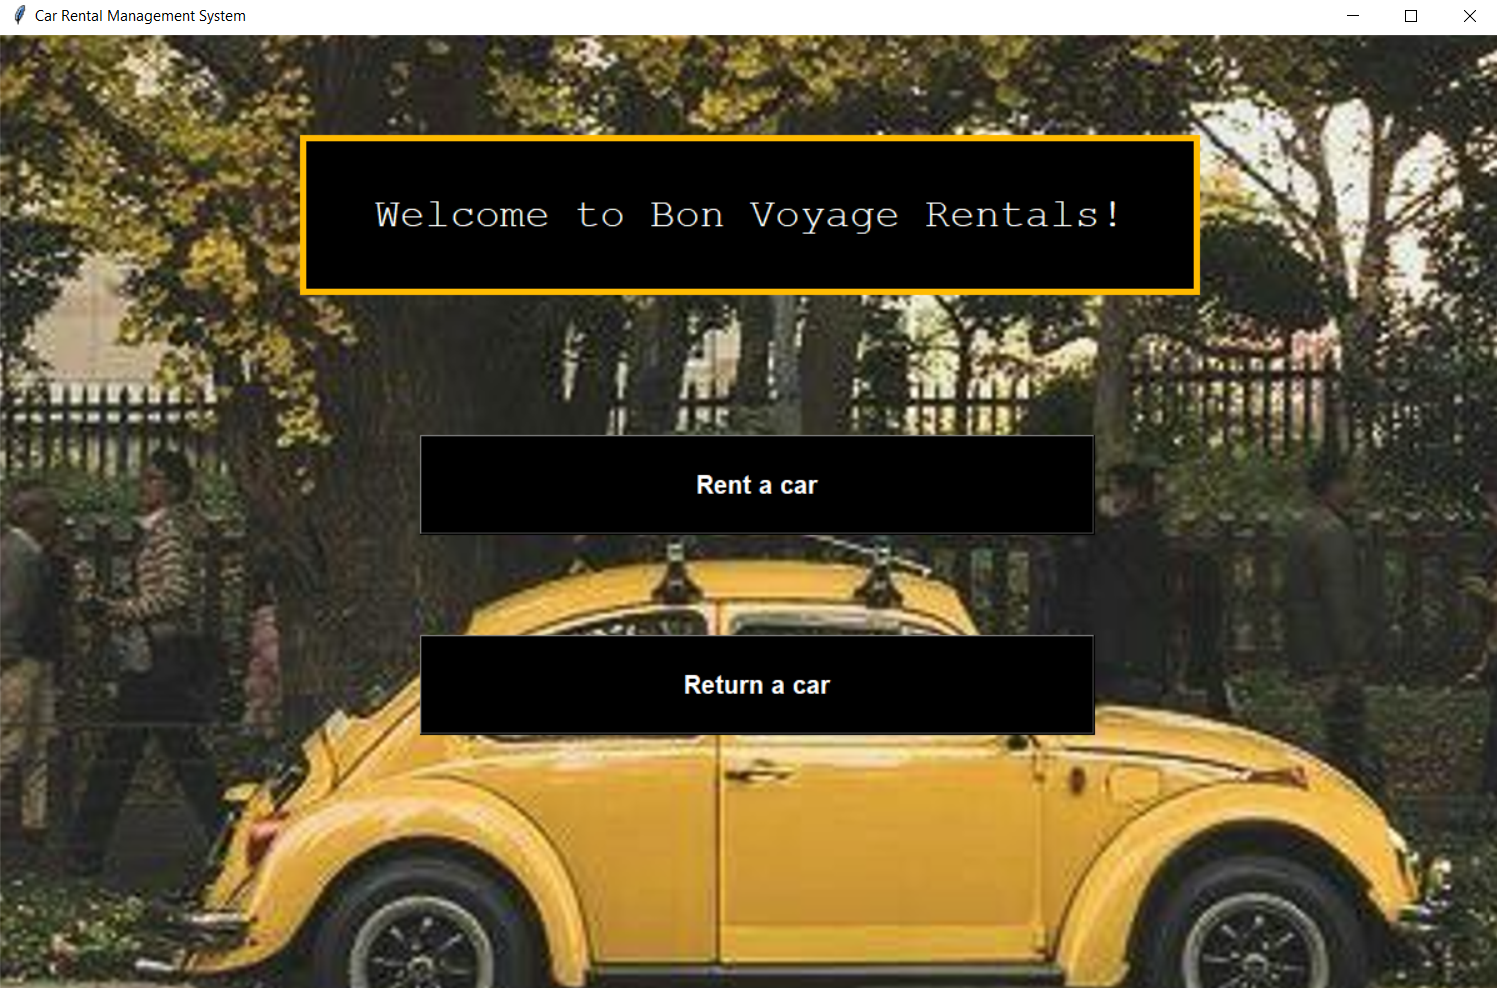 Car Rental Management System
Welcome to Bon Voyage Rentals!
Rent a car
Return a car